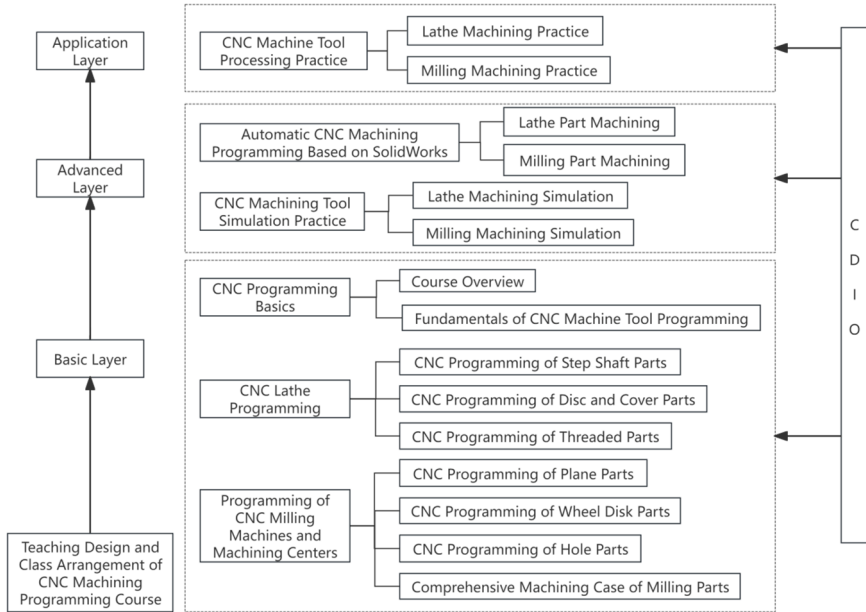 Application
Layer
CNC Machine Tool
Processing Practice
Lathe Machining Practice
Milling Machining Practice
Advanced
Layer
Automatic CNC Machining
Programming Based on SolidWorks
Lathe Part Machining
Milling Part Machining
CNC Machining Tool
Simulation Practice
Lathe Machining Simulation
Milling Machining Simulation
Basic Layer
CNC Programming
Basics
Course Overview
Fundamentals of CNC Machine Tool Programming
CNC Lathe
Programming
CNC Programming of Step Shaft Parts
CNC Programming of Disc and Cover Parts
CNC Programming of Threaded Parts
Programming of
CNC Milling
Machines and
Machining Centers
CNC Programming of Plane Parts
CNC Programming of Wheel Disk Parts
CNC Programming of Hole Parts
Comprehensive Machining Case of Milling Parts
Teaching Design and
Class Arrangement of
CNC Machining
Programming Course
C
D
I
O